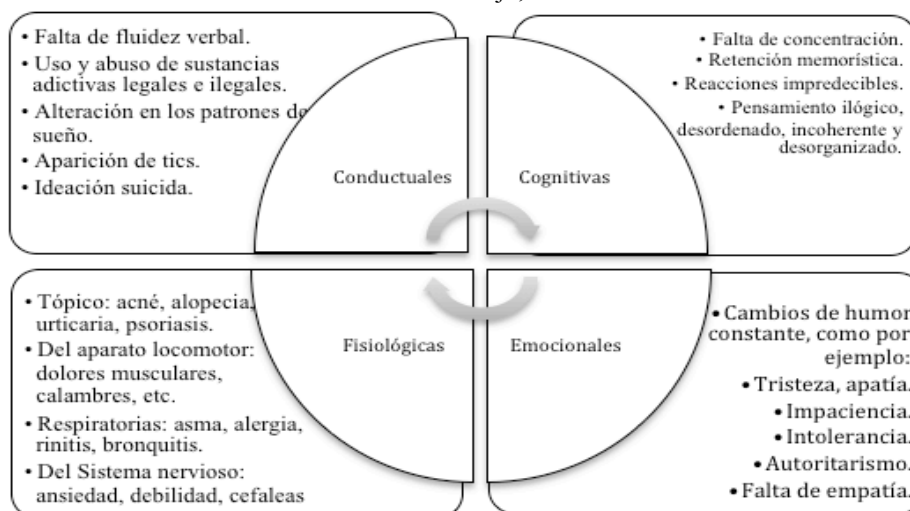 • Falta de fluidez verbal.
• Uso y abuso de sustancias
adictivas legales e ilegales.
• Alteración en los patrones de
sueño.
• Aparición de tics.
• Ideación suicida.
Conductuales
• Falta de concentración.
• Retención memorística.
• Reacciones impredecibles.
• Pensamiento ilógico,
desordenado, incoherente y
desorganizado.
Cognitivas
• Tópico: acné, alopecia,
urticaria, psoriasis.
• Del aparato locomotor:
dolores musculares,
calambres, etc.
• Respiratorias: asma, alergia,
rinitis, bronquitis.
• Del Sistema nervioso:
ansiedad, debilidad, cefaleas
Fisiológicas
Emocionales
• Cambios de humor
constante, como por
ejemplo:
• Tristeza, apatía.
• Impaciencia.
• Intolerancia.
• Autoritarismo.
• Falta de empatía.